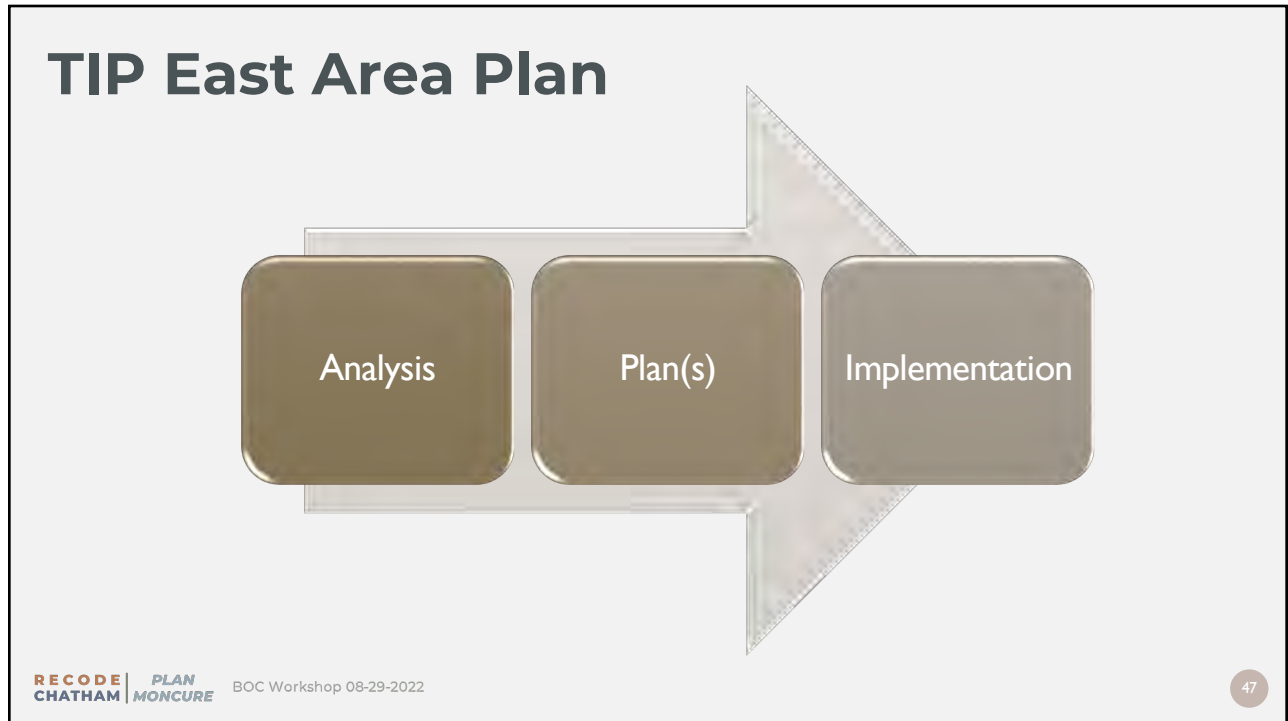 TIP East Area Plan
Analysis
Plan(s)
Implementation
RECODE PLAN
CHATHAM MONCURE
BOC Workshop 08-29-2022
47